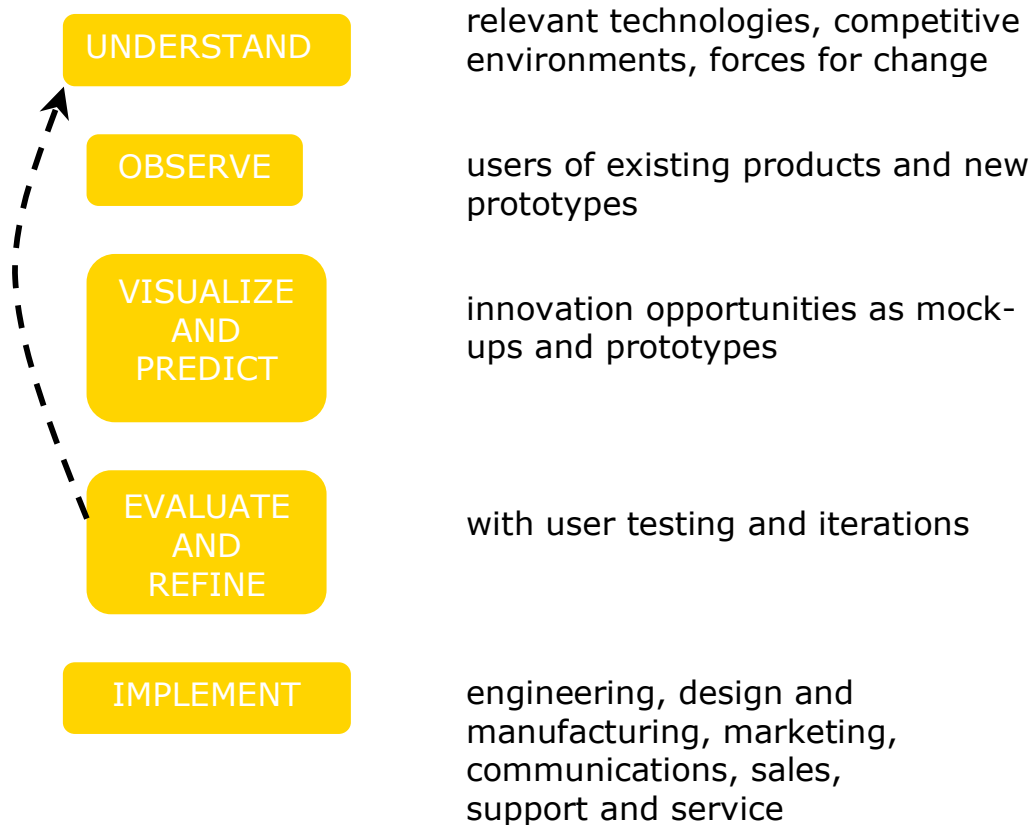 UNDERSTAND
relevant technologies, competitive
environments, forces for change
OBSERVE
users of existing products and new
prototypes
VISUALIZE
AND
PREDICT
innovation opportunities as mock-
ups and prototypes
EVALUATE
AND
REFINE
with user testing and iterations
IMPLEMENT
engineering, design and
manufacturing, marketing,
communications, sales,
support and service